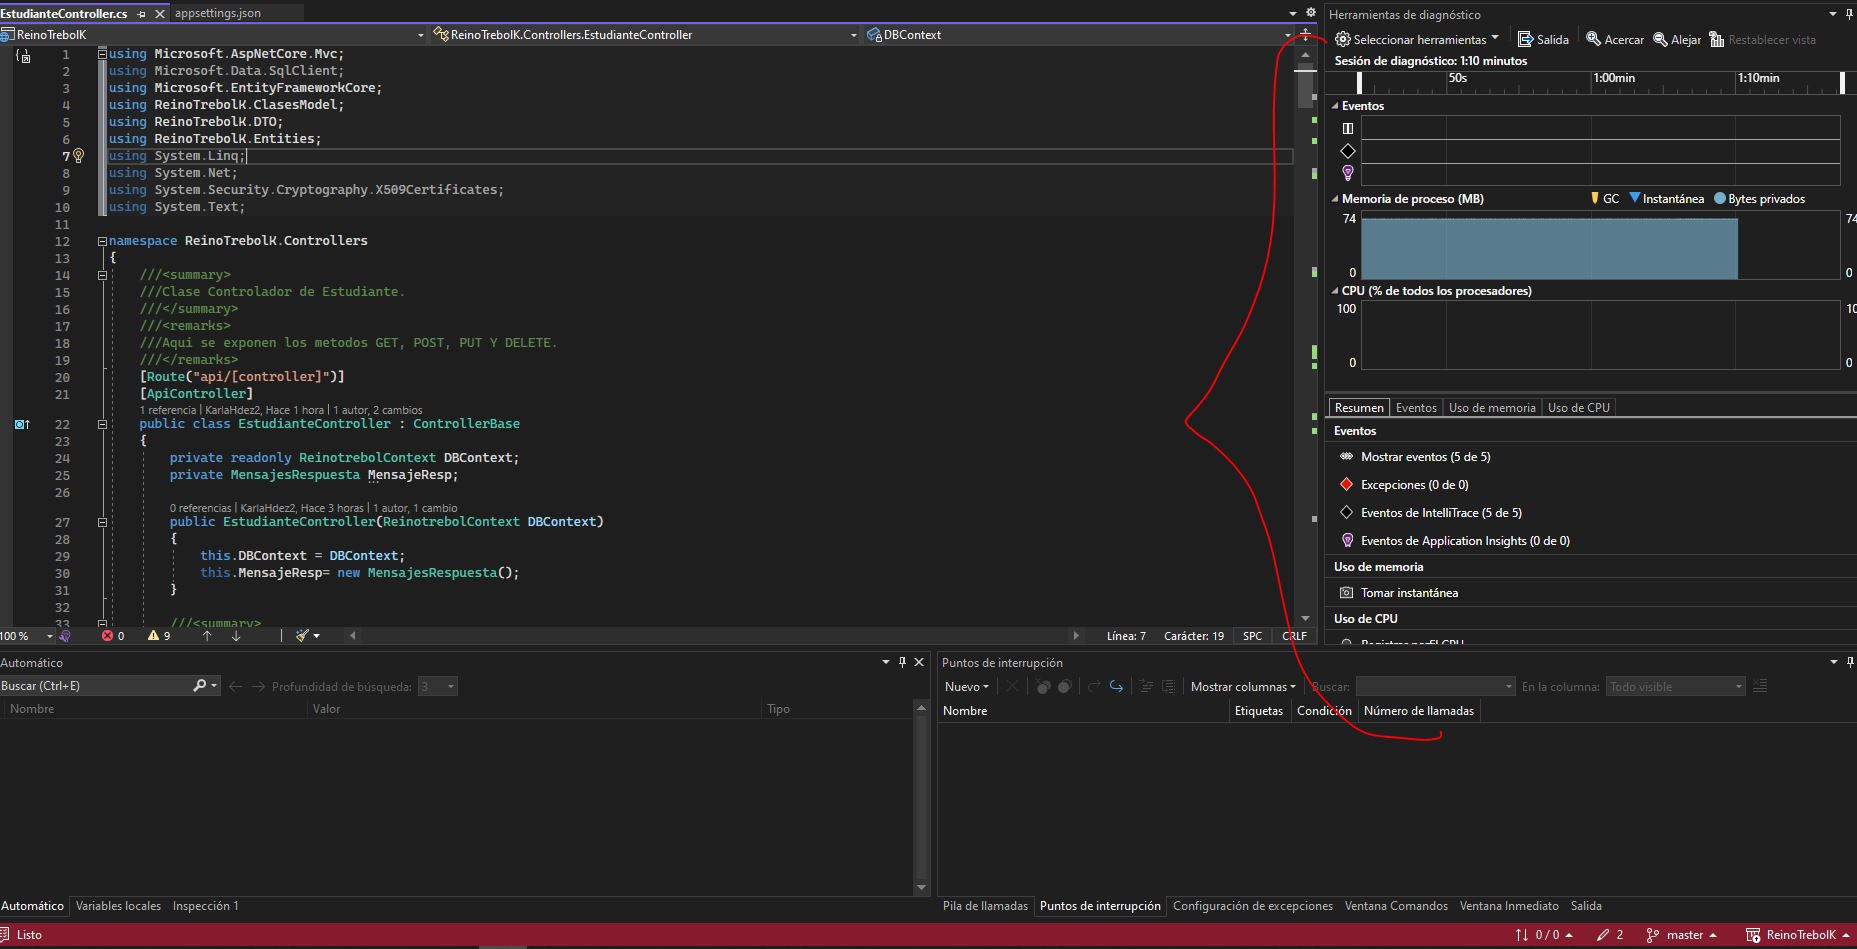 EstudianteController.cs
appsettings.json
ReinoTrebolK
ReinoTrebolK.Controllers.EstudianteController
DBContext
1 using Microsoft.AspNetCore.Mvc;
2 using Microsoft.Data.SqlClient;
3 using Microsoft.EntityFrameworkCore;
4 using ReinoTrebolK.ClasesModel;
5 using ReinoTrebolK.DTO;
6 using ReinoTrebolK.Entities;
7 using System.Linq;
8 using System.Net;
9 using System.Security.Cryptography.X509Certificates;
10 using System.Text;
11
12 namespace ReinoTrebolK.Controllers
13 {
14 ///<summary>
15 ///Clase Controlador de Estudiante.
16 ///</summary>
17 ///<remarks>
18 ///Aqui se exponen los metodos GET, POST, PUT Y DELETE.
19 ///</remarks>
20 [Route("api/[controller]")]
21 [ApiController]
1 referencia | KarlaHdez2, Hace 1 hora | 1 autor, 2 cambios
22 public class EstudianteController : ControllerBase
23 {
24 private readonly ReinotrebolContext DBContext;
25 private MensajesRespuesta MensajeResp;
26
0 referencias | KarlaHdez2, Hace 3 horas | 1 autor, 1 cambio
27 public EstudianteController(ReinotrebolContext DBContext)
28 {
29 this.DBContext = DBContext;
30 this.MensajeResp= new MensajesRespuesta();
31 }
32
33 ///<summary>
100 %
0
9
Línea: 7
Carácter: 19
SPC
CRLF
Herramientas de diagnóstico
Seleccionar herramientas
Salida
Acercar
Alejar
Restablecer vista
Sesión de diagnóstico: 1:10 minutos
50s
1:00min
1:10min
Eventos
Memoria de proceso (MB)
GC
Instantánea
Bytes privados
74
74
0
0
CPU (% de todos los procesadores)
100
10
0
0
Resumen
Eventos
Uso de memoria
Uso de CPU
Eventos
Mostrar eventos (5 de 5)
Excepciones (0 de 0)
Eventos de IntelliTrace (5 de 5)
Eventos de Application Insights (0 de 0)
Uso de memoria
Tomar instantánea
Uso de CPU
Registrar perfil CPU
Automático
Buscar (Ctrl+E)
Profundidad de búsqueda:
3
Nombre
Valor
Tipo
Automático
Variables locales
Inspección 1
Puntos de interrupción
Nuevo
Mostrar columnas
Buscar:
En la columna:
Todo visible
Nombre
Etiquetas
Condición
Número de llamadas
Pila de llamadas
Puntos de interrupción
Configuración de excepciones
Ventana Comandos
Ventana Inmediato
Salida
Listo
0 / 0
2
master
ReinoTrebolK